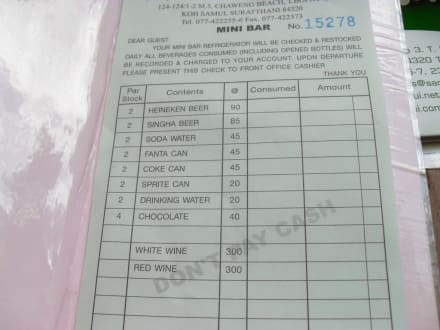 124-124/1-2 M.3, CHAWENG BEACH,
KOH SAMUI, SURATTHANI 84320
Tel. 077-422255-6 Fax. 077-422373
MINI BAR No. 15278
DEAR GUEST
YOUR MINI BAR REFRIGERATOR WILL BE CHECKED & RESTOCKED
DAILY ALL BEVERAGES CONSUMED (INCLUDING OPENED BOTTLES) WILL
BE RECORDED & CHARGED TO YOUR ACCOUNT. UPON DEPARTURE
PLEASE PRESENT THIS CHECK TO FRONT OFFICE CASHIER
THANK YOU
Par Stock Contents @ Consumed Amount
2 HEINEKEN BEER 90
2 SINGHA BEER 85
2 SODA WATER 45
2 FANTA CAN 45
2 COKE CAN 45
2 SPRITE CAN 20
2 DRINKING WATER 20
4 CHOCOLATE 40
WHITE WINE 300
RED WINE 300
DON'T PAY CASH